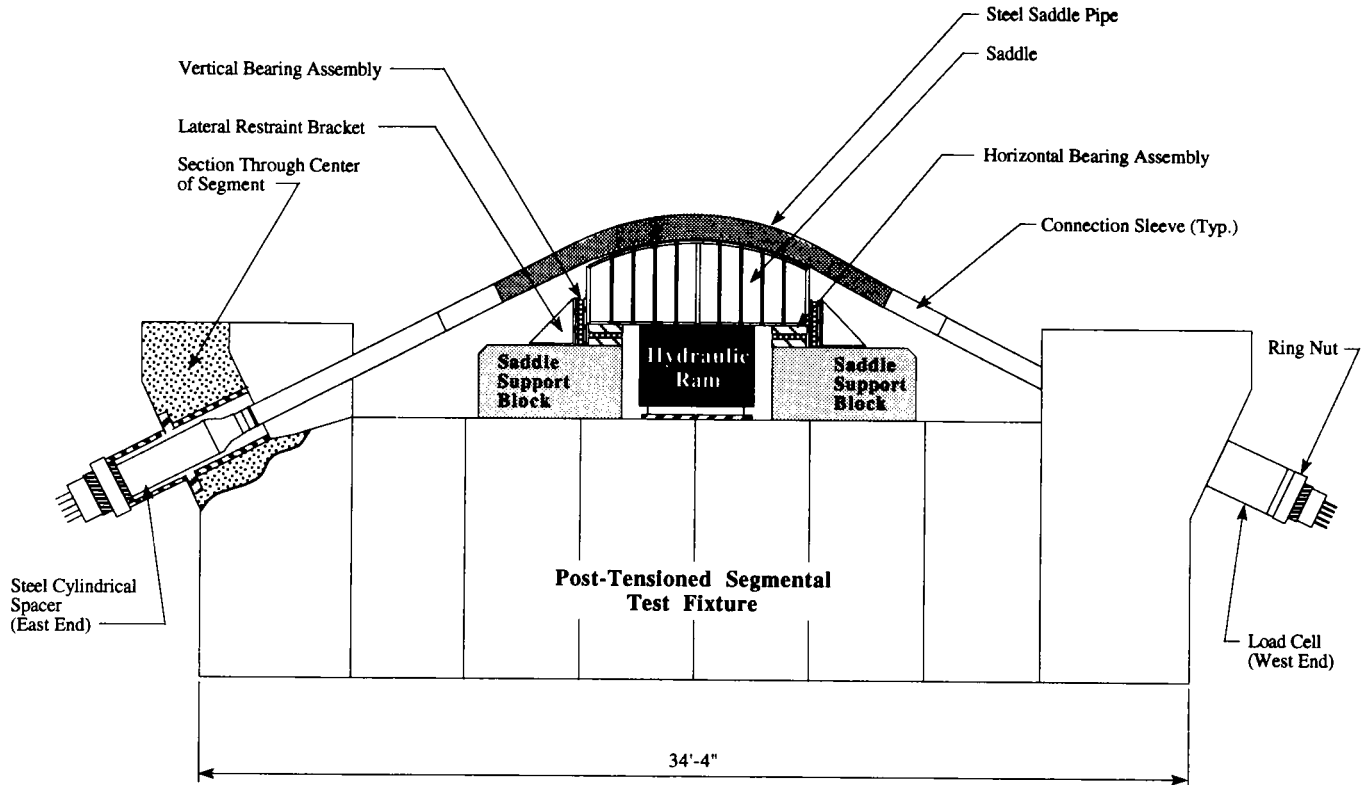 Steel Saddle Pipe
Saddle
Vertical Bearing Assembly
Lateral Restraint Bracket
Section Through Center
of Segment
Horizontal Bearing Assembly
Connection Sleeve (Typ.)
Ring Nut
Hydraulic
Ram
Saddle
Support
Block
Saddle
Support
Block
Post-Tensioned Segmental
Test Fixture
Steel Cylindrical
Spacer
(East End)
Load Cell
(West End)
34'-4"